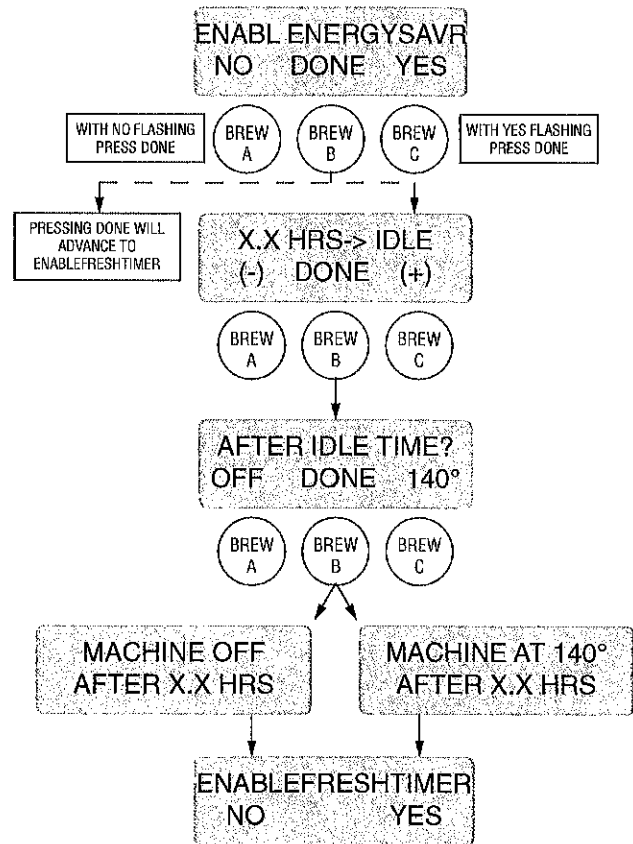 ENABL ENERGYSAVR
NO DONE YES
WITH NO FLASHING
PRESS DONE
BREW
A
BREW
B
BREW
C
WITH YES FLASHING
PRESS DONE
PRESSING DONE WILL
ADVANCE TO
ENABLEFRESHTIMER
X.X HRS-> IDLE
(-) DONE (+)
BREW
A
BREW
B
BREW
C
AFTER IDLE TIME?
OFF DONE 140°
BREW
A
BREW
B
BREW
C
MACHINE OFF
AFTER X.X HRS
MACHINE AT 140°
AFTER X.X HRS
ENABLEFRESHTIMER
NO YES